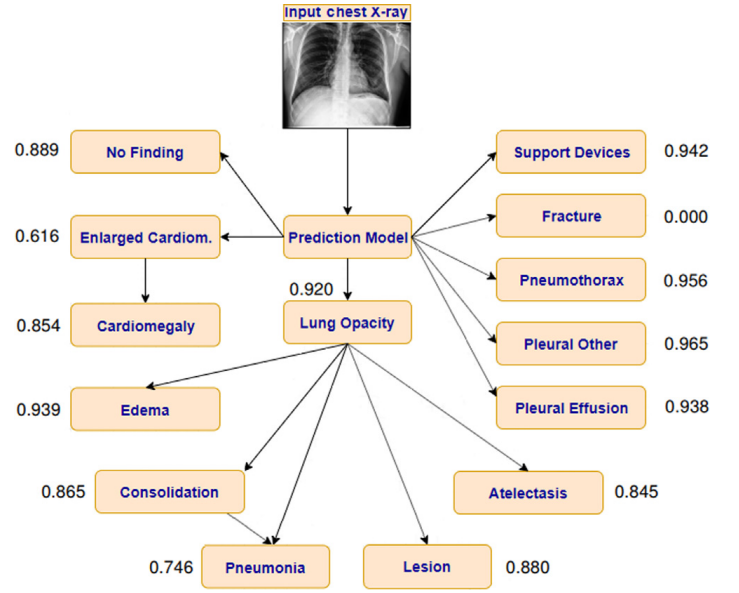 Input chest X-ray
0.889 No Finding
Support Devices 0.942
0.616 Enlarged Cardiom.
Prediction Model
Fracture 0.000
Pneumothorax 0.956
0.920
0.854 Cardiomegaly
Lung Opacity
Pleural Other 0.965
0.939 Edema
Pleural Effusion 0.938
0.865 Consolidation
Atelectasis 0.845
0.746 Pneumonia
Lesion 0.880